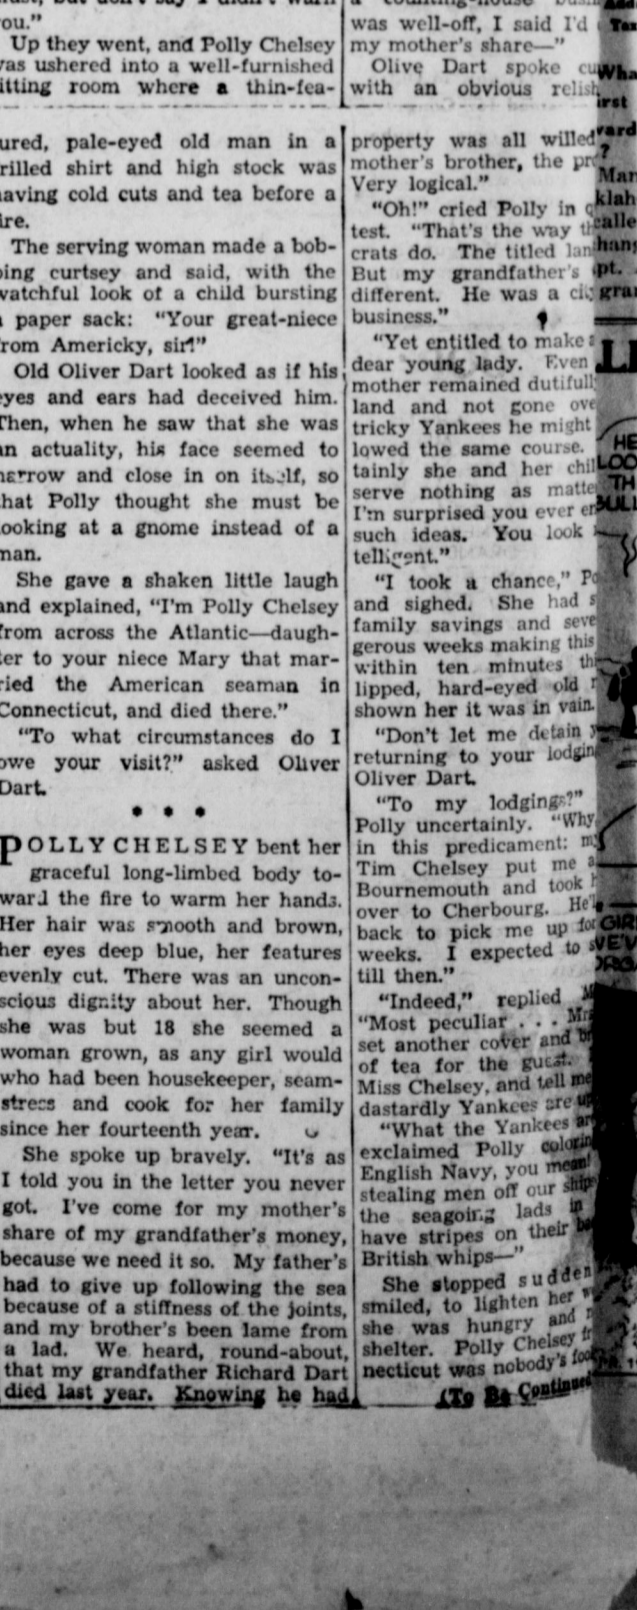 ou."
Up they went, and Polly Chelsey
was ushered into a well-furnished
itting room where a thin-fea-
ured, pale-eyed old man in a
rilled shirt and high stock was
aving cold cuts and tea before a
ire.
The serving woman made a bob-
bing curtsey and said, with the
watchful look of a child bursting
a paper sack: "Your great-niece
rom Americky, sir!"
Old Oliver Dart looked as if his
eyes and ears had deceived him.
Then, when he saw that she was
an actuality, his face seemed to
narrow and close in on itself, so
that Polly thought she must be
looking at a gnome instead of a
man.
She gave a shaken little laugh
and explained, "I'm Polly Chelsey
from across the Atlantic—daugh-
ter to your niece Mary that mar-
ried the American seaman in
Connecticut, and died there."
"To what circumstances do I
owe your visit?" asked Oliver
Dart.
* * *
POLLY CHELSEY bent her
graceful long-limbed body to-
ward the fire to warm her hands.
Her hair was smooth and brown,
her eyes deep blue, her features
evenly cut. There was an uncon-
scious dignity about her. Though
she was but 18 she seemed a
woman grown, as any girl would
who had been housekeeper, seam-
stress and cook for her family
since her fourteenth year.
She spoke up bravely. "It's as
I told you in the letter you never
got. I've come for my mother's
share of my grandfather's money,
because we need it so. My father's
had to give up following the sea
because of a stiffness of the joints,
and my brother's been lame from
a lad. We heard, round-about,
that my grandfather Richard Dart
died last year. Knowing he had
was well-off, I said I'd
my mother's share—"
Olive Dart spoke
with an obvious relish
property was all willed
mother's brother, the
Very logical."
"Oh!" cried Polly in
test. "That's the way
crats do. The titled
But my grandfather's
different. He was a
business."
"Yet entitled to make
dear young lady. Even
mother remained
land and not gone
tricky Yankees he might
lowed the same course.
tainly she and her
serve nothing as
I'm surprised you ever
such ideas. You look
telligent."
"I took a chance,"
and sighed. She had
family savings and
gerous weeks making this
within ten minutes
lipped, hard-eyed old
shown her it was in vain.
"Don't let me detain
returning to your
Oliver Dart.
"To my lodgings?"
Polly uncertainly. "Why
in this predicament:
Tim Chelsey put me
Bournemouth and took
over to Cherbourg. He'll
back to pick me up for
weeks. I expected to
till then."
"Indeed," replied
"Most peculiar . . .
set another cover and
of tea for the guest.
Miss Chelsey, and tell me
dastardly Yankees are
"What the Yankees
exclaimed Polly
English Navy, you mean!
stealing men off our
the seagoing lads in
have stripes on their
British whips—"
She stopped
smiled, to lighten her
she was hungry and
shelter. Polly Chelsey
necticut was nobody's
(To Be Continued